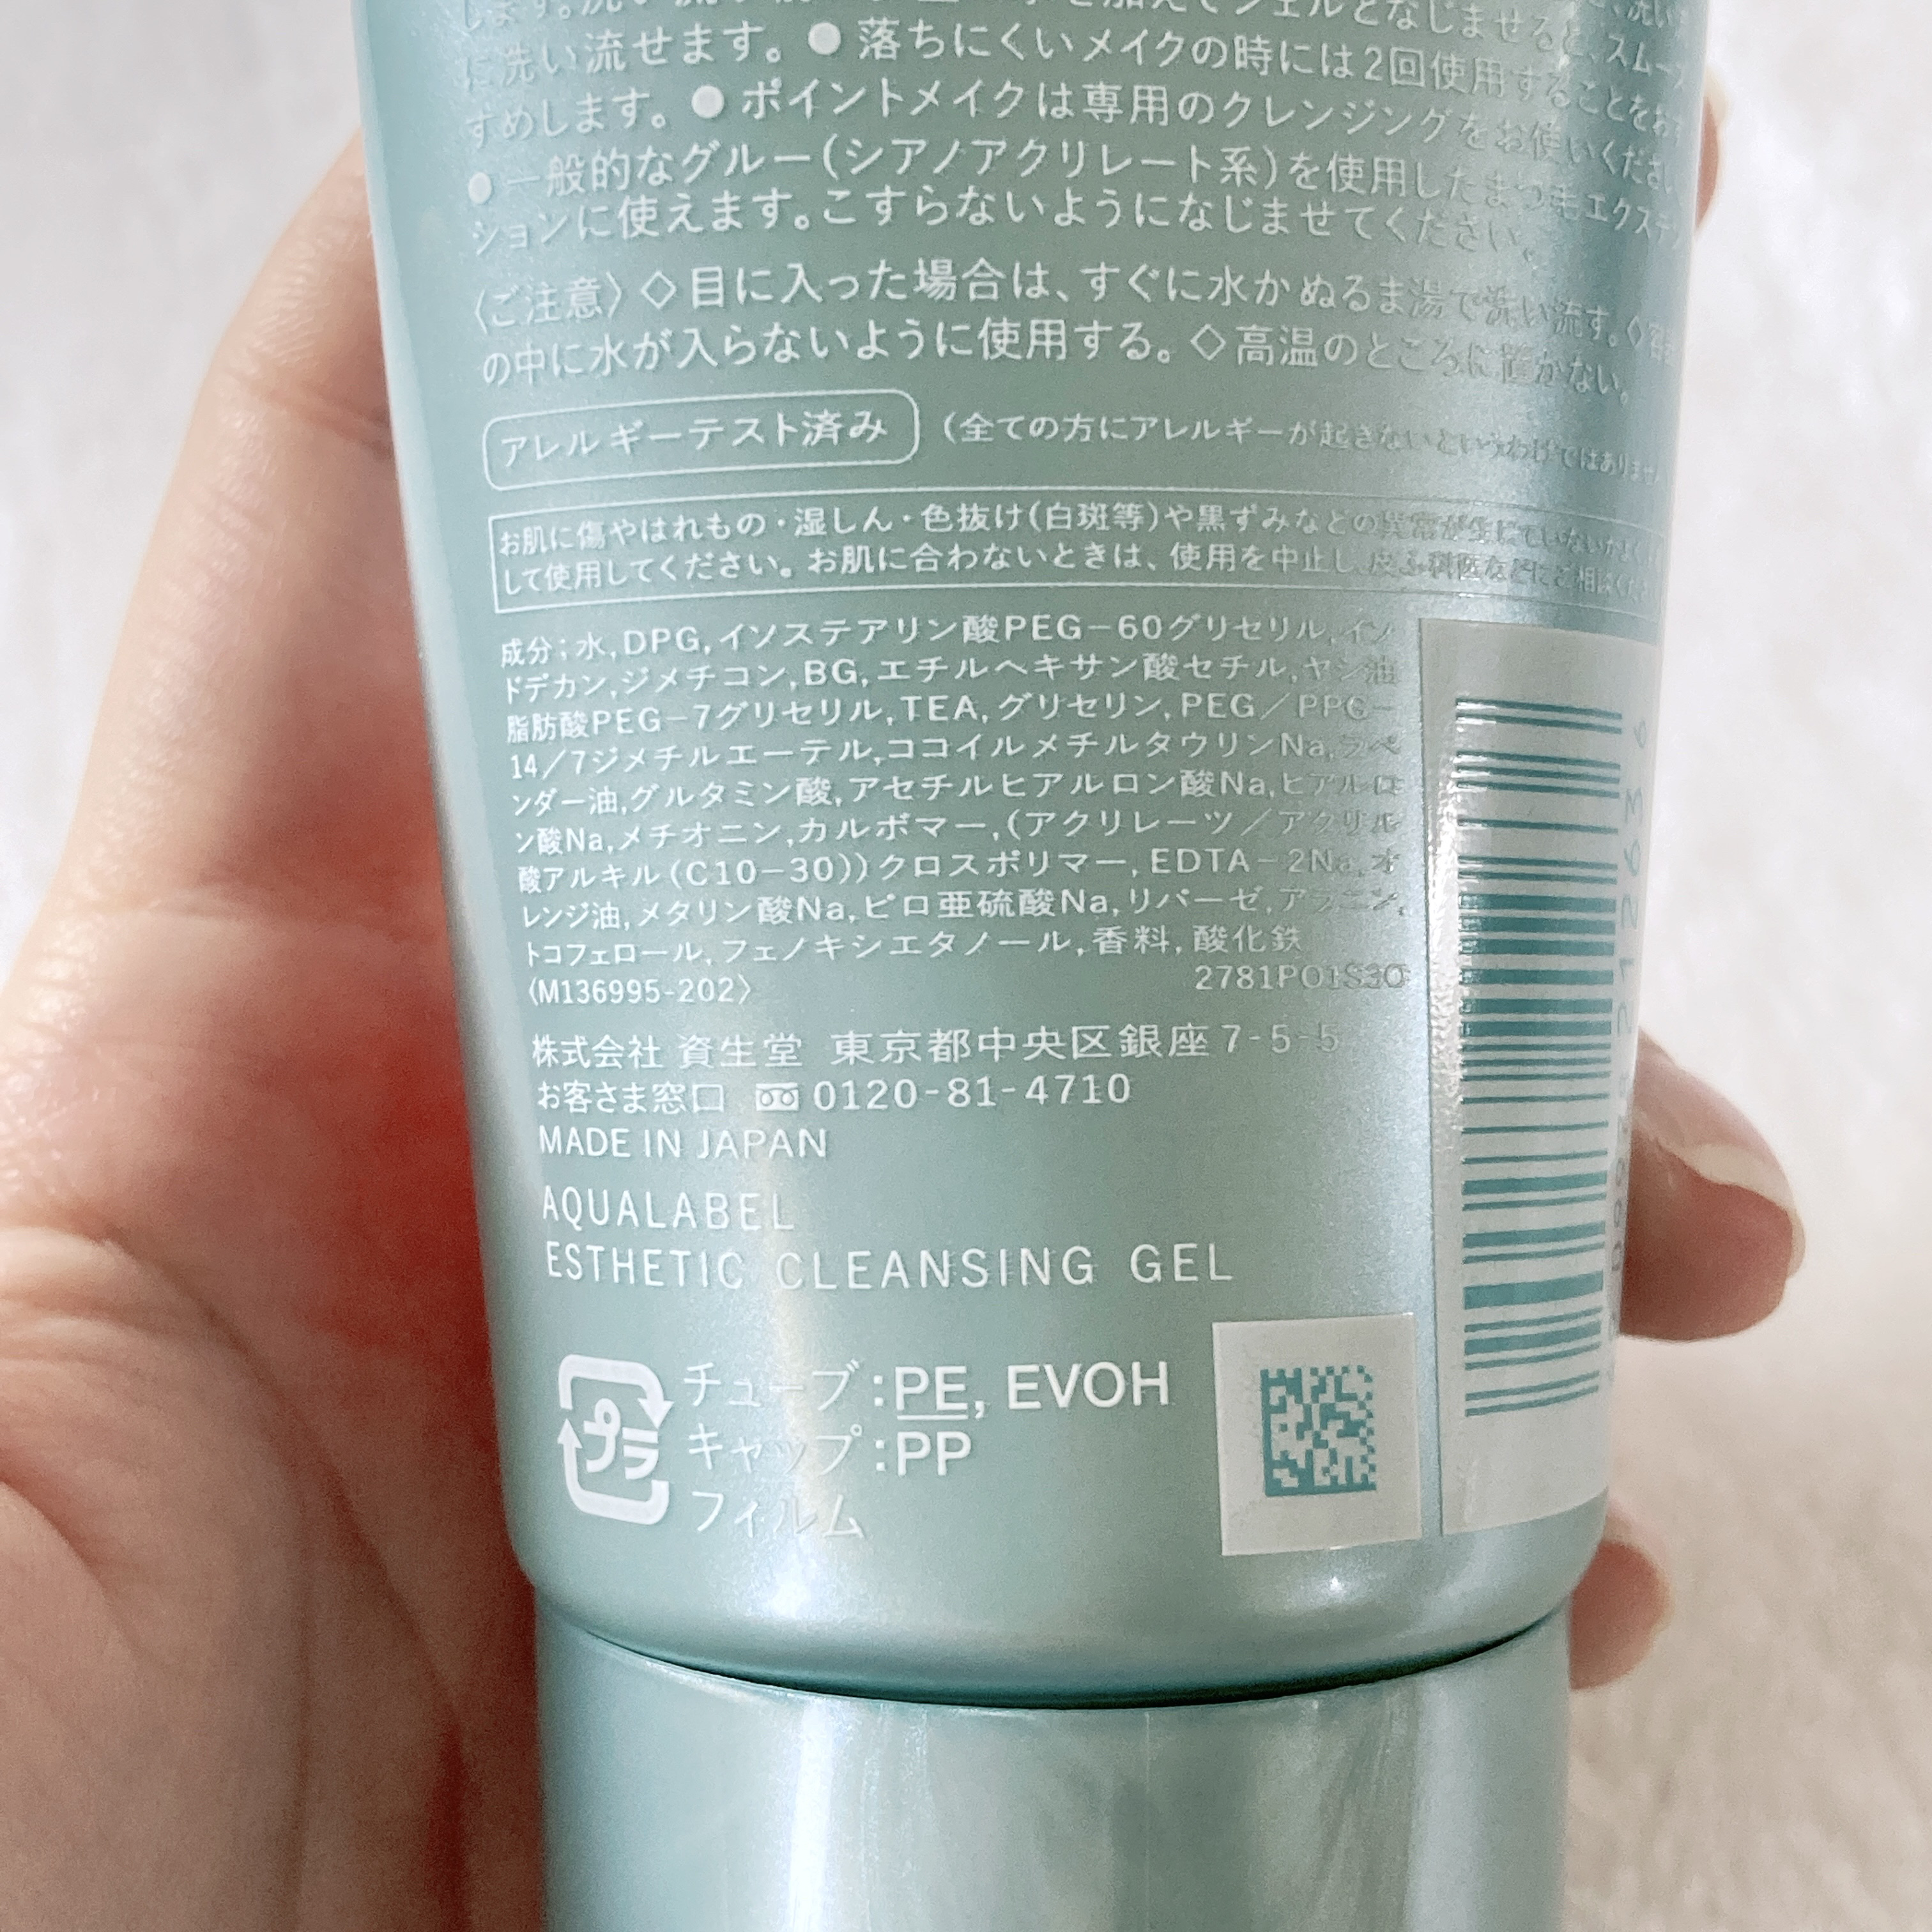 に洗い流せます。●落ちにくいメイクの時には2回使用することをおす
すめします。●ポイントメイクは専用のクレンジングをお使いください
●一般的なグルー(シアノアクリレート系)を使用したまつ毛エクステン
ションに使えます。こすらないようになじませてください。
〈ご注意〉◇目に入った場合は、すぐに水かぬるま湯で洗い流す。◇
の中に水が入らないように使用する。◇高温のところに置かない。
アレルギーテスト済み (全ての方にアレルギーが起きないというわけではありませ
お肌に傷やはれもの・湿しん・色抜け(白斑等)や黒ずみなどの異常が生じていないかよく
して使用してください。お肌に合わないときは、使用を中止し、皮ふ科医などにご相談くだ
成分;水,DPG,イソステアリン酸PEG-60グリセリル,イソ
ドデカン,ジメチコン,BG,エチルヘキサン酸セチル,ヤシ油
脂肪酸PEG-7グリセリル,TEA,グリセリン,PEG/PPG-
14/7ジメチルエーテル,ココイルメチルタウリンNa,ラベ
ンダー油,グルタミン酸,アセチルヒアルロン酸Na,ヒアルロ
ン酸Na,メチオニン,カルボマー,(アクリレーツ/アクリル
酸アルキル(C10-30))クロスポリマー,EDTA-2Na,オ
レンジ油,メタリン酸Na,ピロ亜硫酸Na,リパーゼ,アラニン,
トコフェロール,フェノキシエタノール,香料,酸化鉄
〈M136995-202〉 2781PO1S30
株式会社 資生堂 東京都中央区銀座7-5-5
お客さま窓口 0120-81-4710
MADE IN JAPAN
AQUALABEL
ESTHETIC CLEANSING GEL
プラ
チューブ:PE, EVOH
キャップ:PP
フィルム